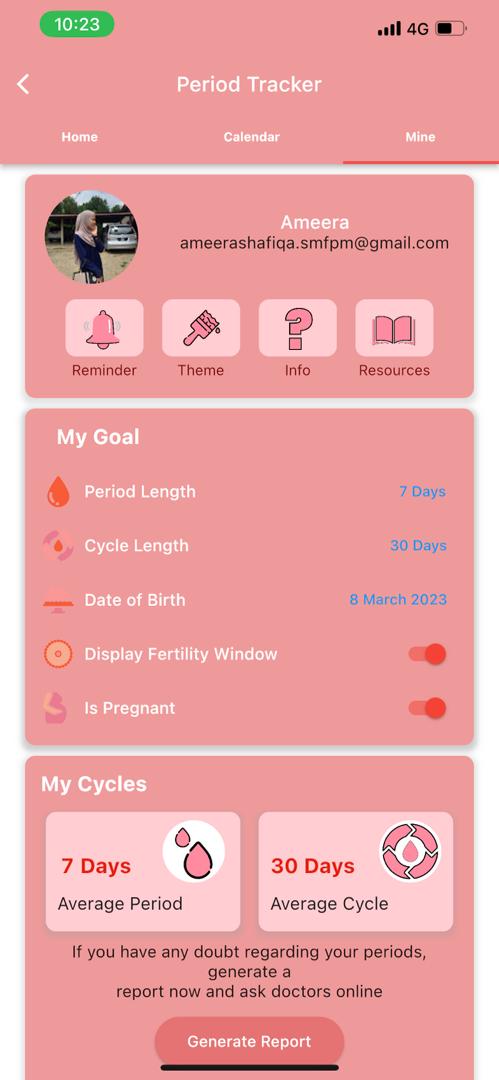 10:23
4G
Period Tracker
Home
Calendar
Mine
Ameera
ameerashafiqa.smfpm@gmail.com
Reminder
Theme
Info
Resources
My Goal
Period Length
7 Days
Cycle Length
30 Days
Date of Birth
8 March 2023
Display Fertility Window
Is Pregnant
My Cycles
7 Days
Average Period
30 Days
Average Cycle
If you have any doubt regarding your periods,
generate a
report now and ask doctors online
Generate Report